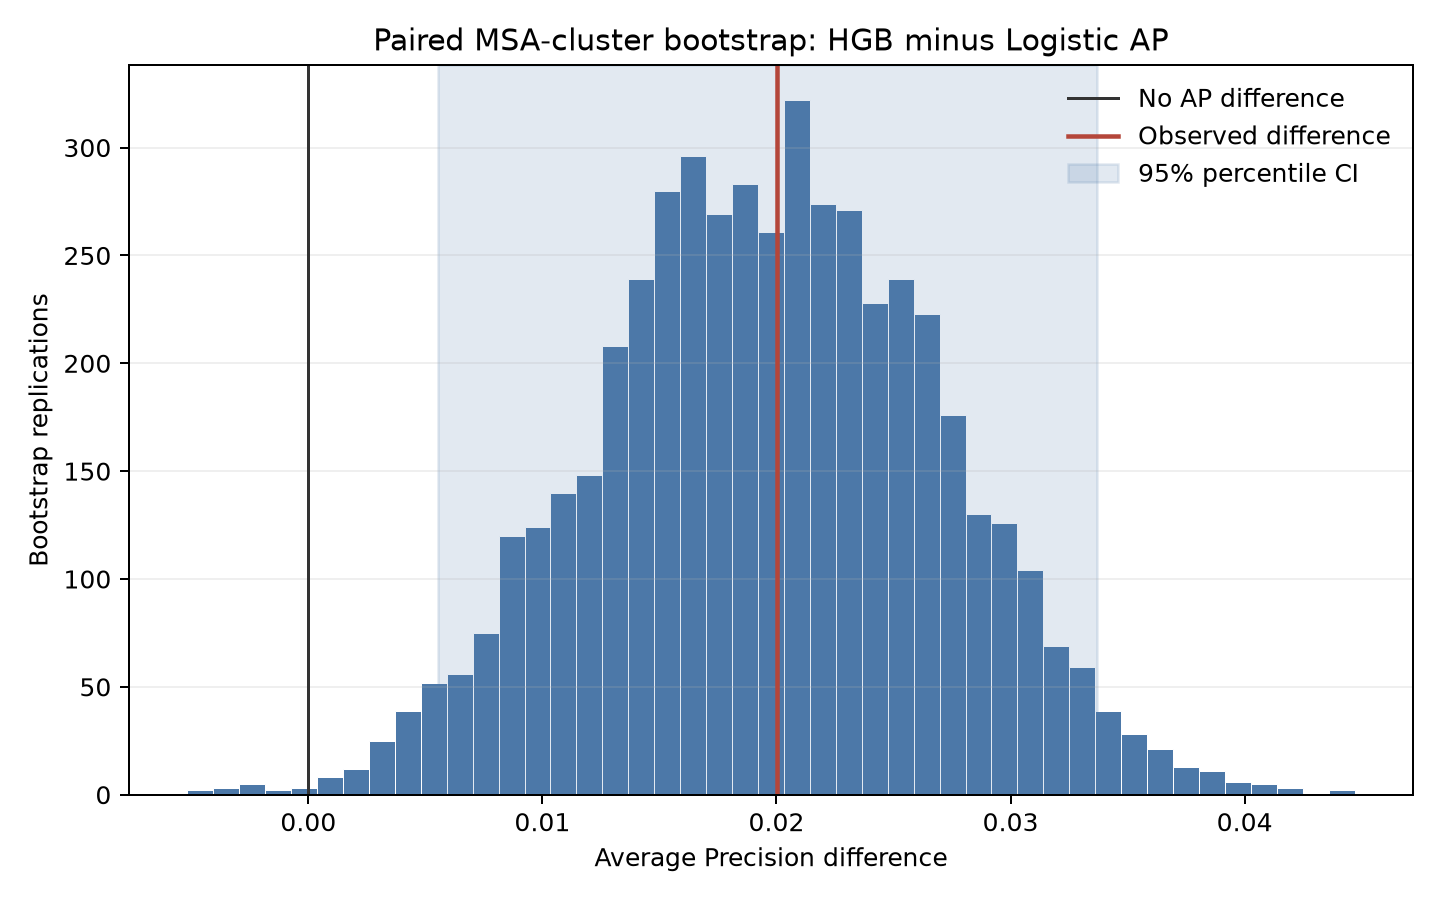 Paired MSA-cluster bootstrap: HGB minus Logistic AP
No AP difference
Observed difference
95% percentile CI
Bootstrap replications
300
250
200
150
100
50
0
0.00 0.01 0.02 0.03 0.04
Average Precision difference